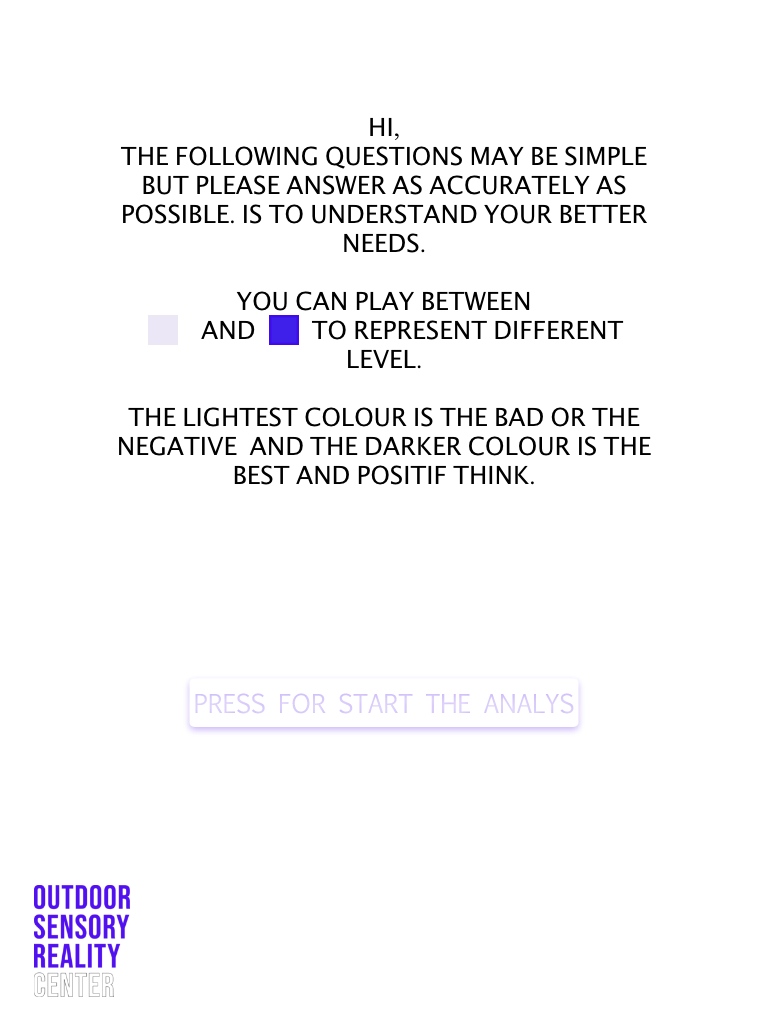 HI,
THE FOLLOWING QUESTIONS MAY BE SIMPLE
BUT PLEASE ANSWER AS ACCURATELY AS
POSSIBLE. IS TO UNDERSTAND YOUR BETTER
NEEDS.
YOU CAN PLAY BETWEEN
AND TO REPRESENT DIFFERENT
LEVEL.
THE LIGHTEST COLOUR IS THE BAD OR THE
NEGATIVE AND THE DARKER COLOUR IS THE
BEST AND POSITIF THINK.
PRESS FOR START THE ANALYS
OUTDOOR
SENSORY
REALITY
CENTER